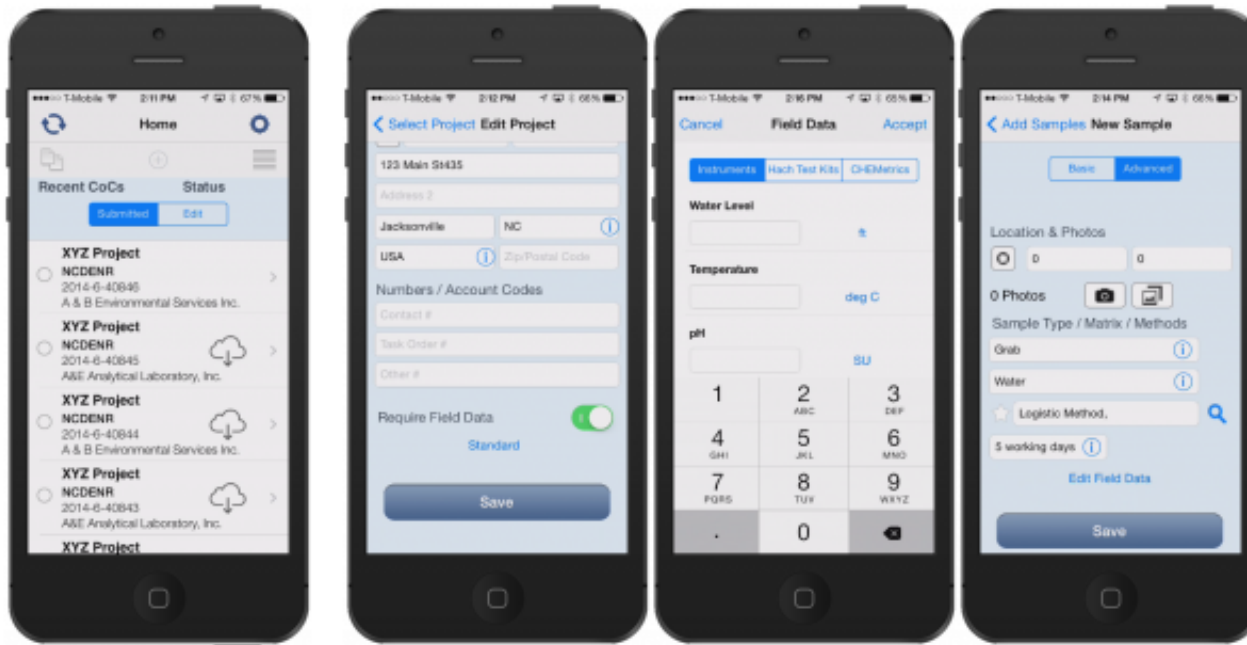 T-Mobile 2:11 PM 67%
Home
Recent CoCs Status
Submitted Edit
XYZ Project
NCDENR
2014-6-40846
A & B Environmental Services Inc.
XYZ Project
NCDENR
2014-6-40845
A&E Analytical Laboratory, Inc.
XYZ Project
NCDENR
2014-6-40844
A & B Environmental Services Inc.
XYZ Project
NCDENR
2014-6-40843
A&E Analytical Laboratory, Inc.
XYZ Project
T-Mobile 2:12 PM 66%
Select Project Edit Project
123 Main St435
Address 2
Jacksonville NC
USA Zip/Postal Code
Numbers / Account Codes
Contact #
Task Order #
Other #
Require Field Data
Standard
Save
T-Mobile 2:16 PM 65%
Cancel Field Data Accept
Instruments Hach Test Kits CHEMetrics
Water Level
ft
Temperature
deg C
pH
SU
1 2 3
ABC DEF
4 5 6
GHI JKL MNO
7 8 9
PQRS TUV WXYZ
. 0
T-Mobile 2:14 PM 66%
Add Samples New Sample
Basic Advanced
Location & Photos
0 0
0 Photos
Sample Type / Matrix / Methods
Grab
Water
Logistic Method,
5 working days
Edit Field Data
Save